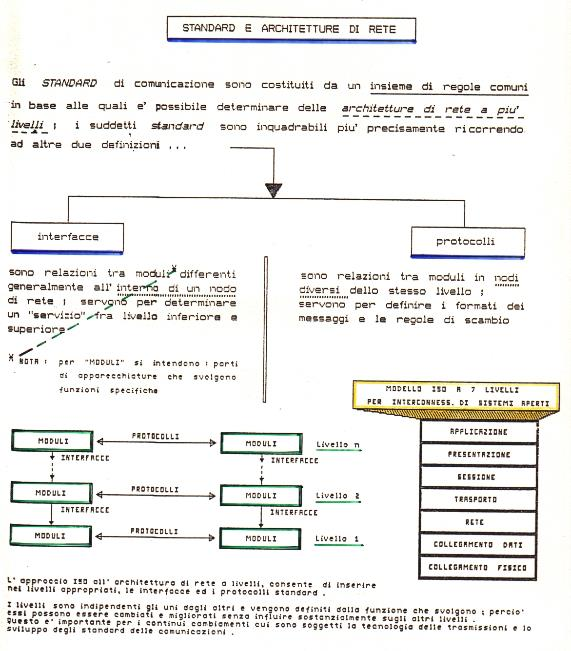 STANDARD E ARCHITETTURE DI RETE
Gli STANDARD di comunicazione sono costituiti da un insieme di regole comuni
in base alle quali e' possibile determinare delle architetture di rete a piu'
livelli ; i suddetti standard sono inquadrabili piu' precisamente ricorrendo
ad altre due definizioni ...
interfacce
protocolli
sono relazioni tra moduli* differenti
generalmente all'interno di un nodo
di rete ; servono per determinare
un "servizio" fra livello inferiore e
superiore
sono relazioni tra moduli in nodi
diversi dello stesso livello ;
servono per definire i formati dei
messaggi e le regole di scambio
* NOTA : per "MODULI" si intendono : parti
di apparecchiature che svolgono
funzioni specifiche
MODELLO ISO A 7 LIVELLI
PER INTERCONNESS. DI SISTEMI APERTI
APPLICAZIONE
PRESENTAZIONE
SESSIONE
TRASPORTO
RETE
COLLEGAMENTO DATI
COLLEGAMENTO FISICO
MODULI PROTOCOLLI MODULI Livello n
INTERFACCE INTERFACCE
MODULI PROTOCOLLI MODULI Livello 2
INTERFACCE INTERFACCE
MODULI PROTOCOLLI MODULI Livello 1
L' approccio ISO all' architettura di rete a livelli, consente di inserire
nei livelli appropriati, le interfacce ed i protocolli standard .
I livelli sono indipendenti gli uni dagli altri e vengono definiti dalla funzione che svolgono ; percio'
essi possono essere cambiati e migliorati senza influire sostanzialmente sugli altri livelli .
Questo e' importante per i continui cambiamenti cui sono soggetti la tecnologia delle trasmissioni e lo
sviluppo degli standard delle comunicazioni .